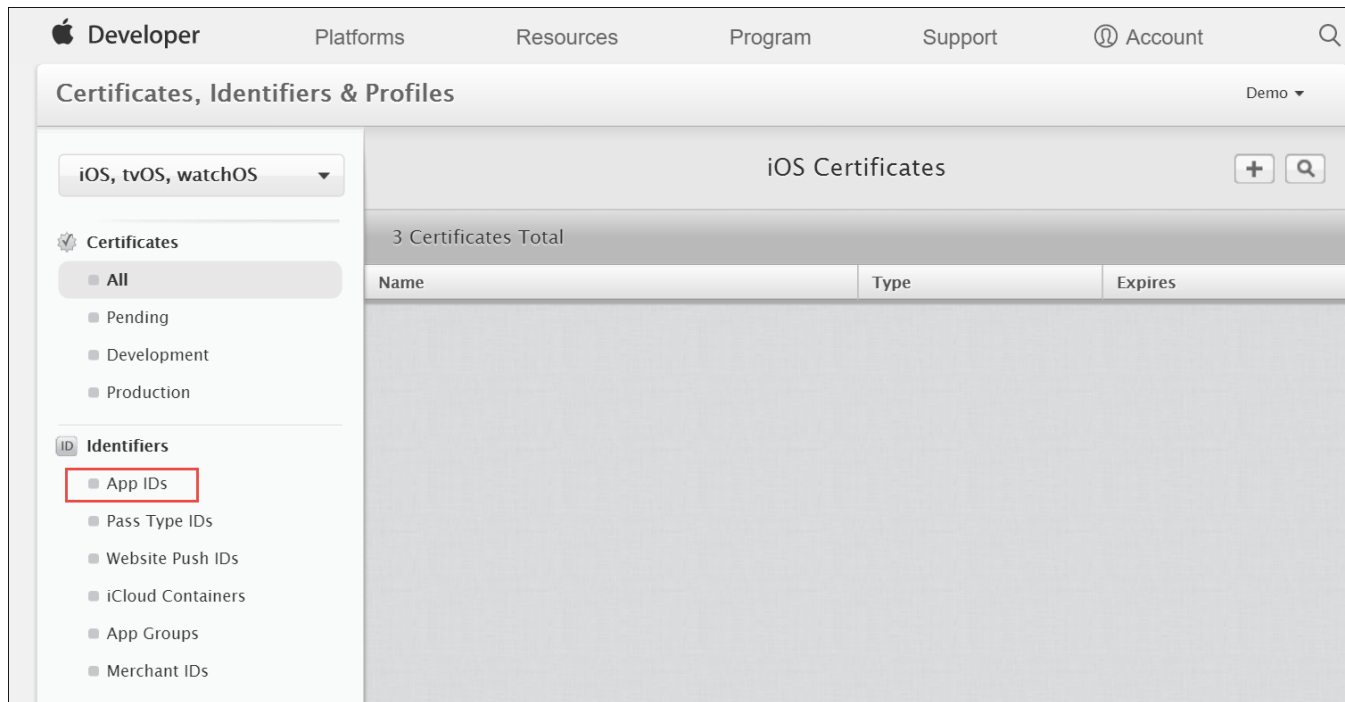 Developer Platforms Resources Program Support Account
Certificates, Identifiers & Profiles Demo
iOS, tvOS, watchOS
iOS Certificates
Certificates
3 Certificates Total
All
Name Type Expires
Pending
Development
Production
ID Identifiers
App IDs
Pass Type IDs
Website Push IDs
iCloud Containers
App Groups
Merchant IDs